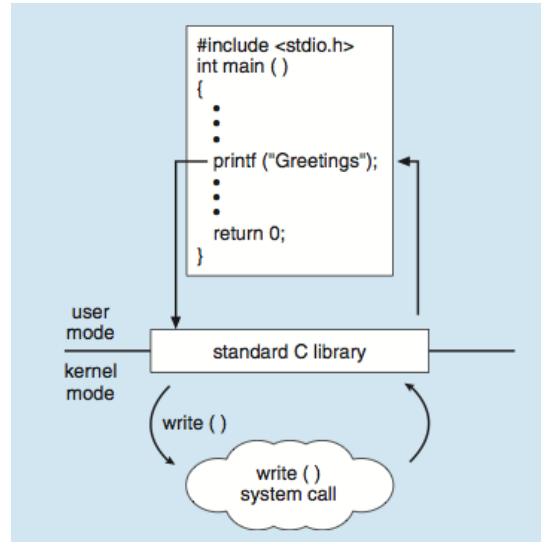 #include <stdio.h>
int main ( )
{
•
•
•
printf ("Greetings");
•
•
•
return 0;
}
user
mode
standard C library
kernel
mode
write ( )
write ( )
system call